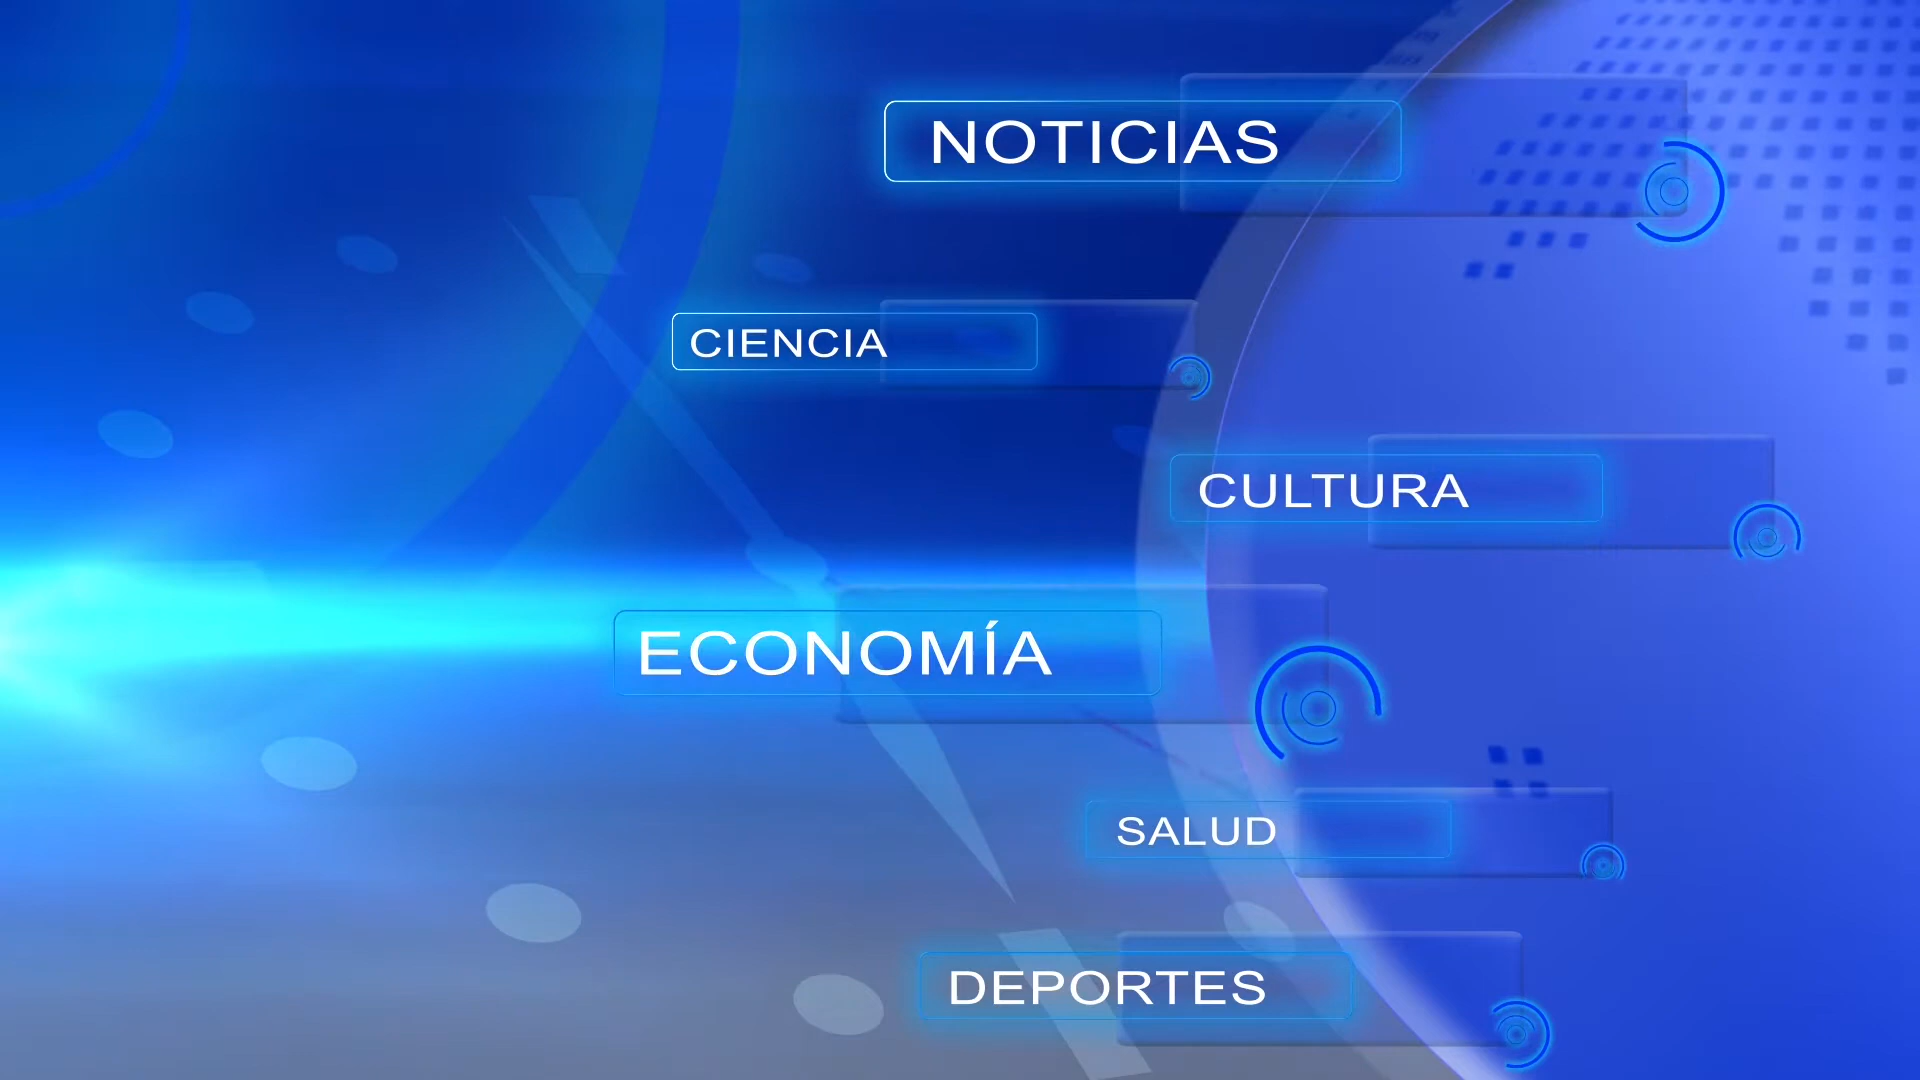 NOTICIAS
CIENCIA
CULTURA
ECONOMÍA
SALUD
DEPORTES